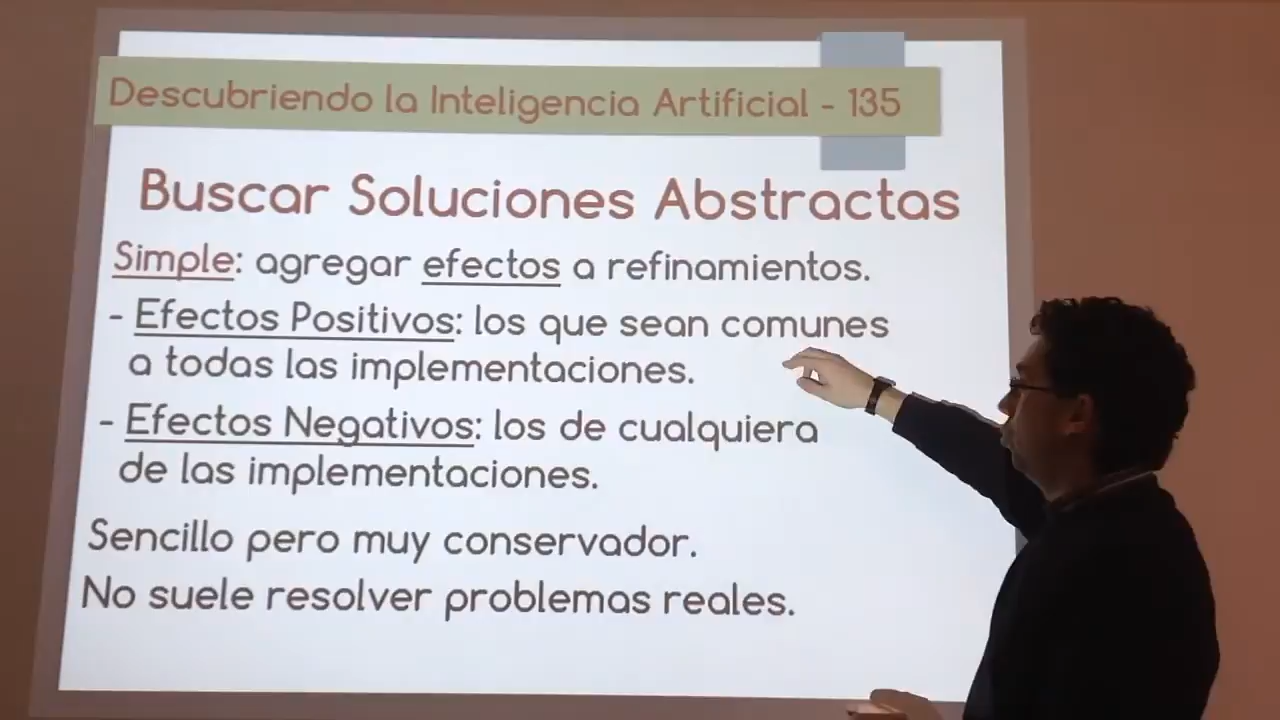 Descubriendo la Inteligencia Artificial - 135
Buscar Soluciones Abstractas
Simple: agregar efectos a refinamientos.
- Efectos Positivos: los que sean comunes
a todas las implementaciones.
- Efectos Negativos: los de cualquiera
de las implementaciones.
Sencillo pero muy conservador.
No suele resolver problemas reales.